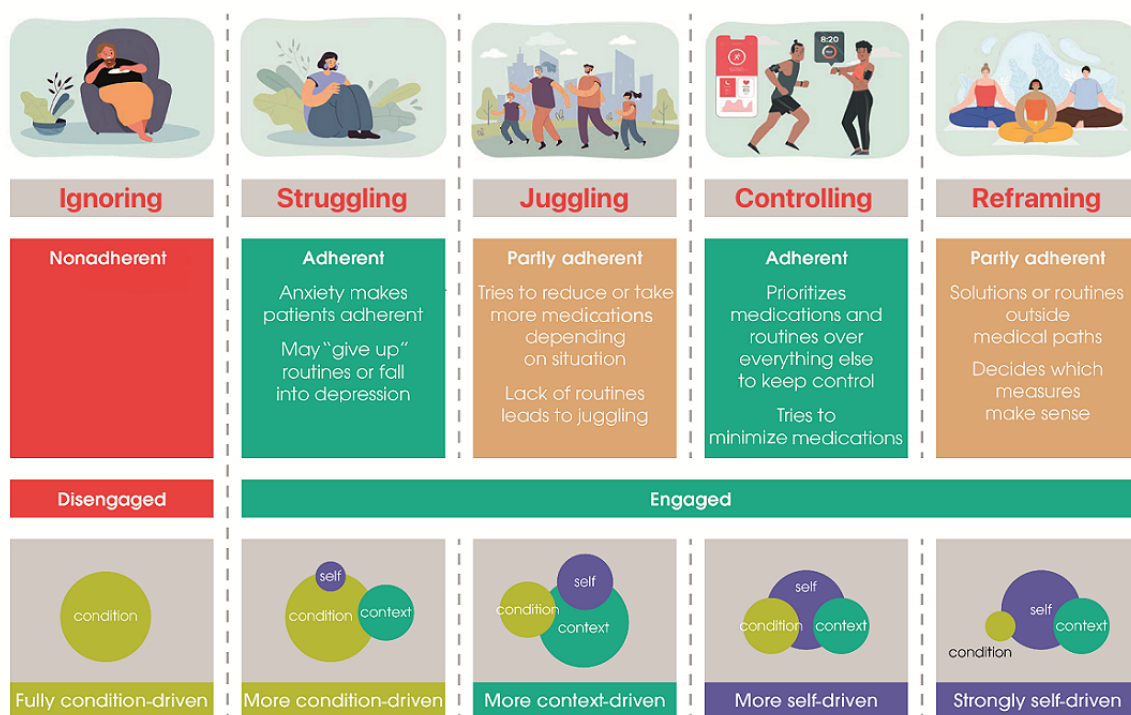 8:20
Ignoring
Struggling
Juggling
Controlling
Reframing
Nonadherent
Adherent
Anxiety makes
patients adherent
May “give up”
routines or fall
into depression
Partly adherent
Tries to reduce or take
more medications
depending
on situation
Lack of routines
leads to juggling
Adherent
Prioritizes
medications and
routines over
everything else
to keep control
Tries to
minimize medications
Partly adherent
Solutions or routines
outside
medical paths
Decides which
measures
make sense
Disengaged
Engaged
condition
self
condition
context
self
condition
context
self
condition
context
self
context
condition
Fully condition-driven
More condition-driven
More context-driven
More self-driven
Strongly self-driven